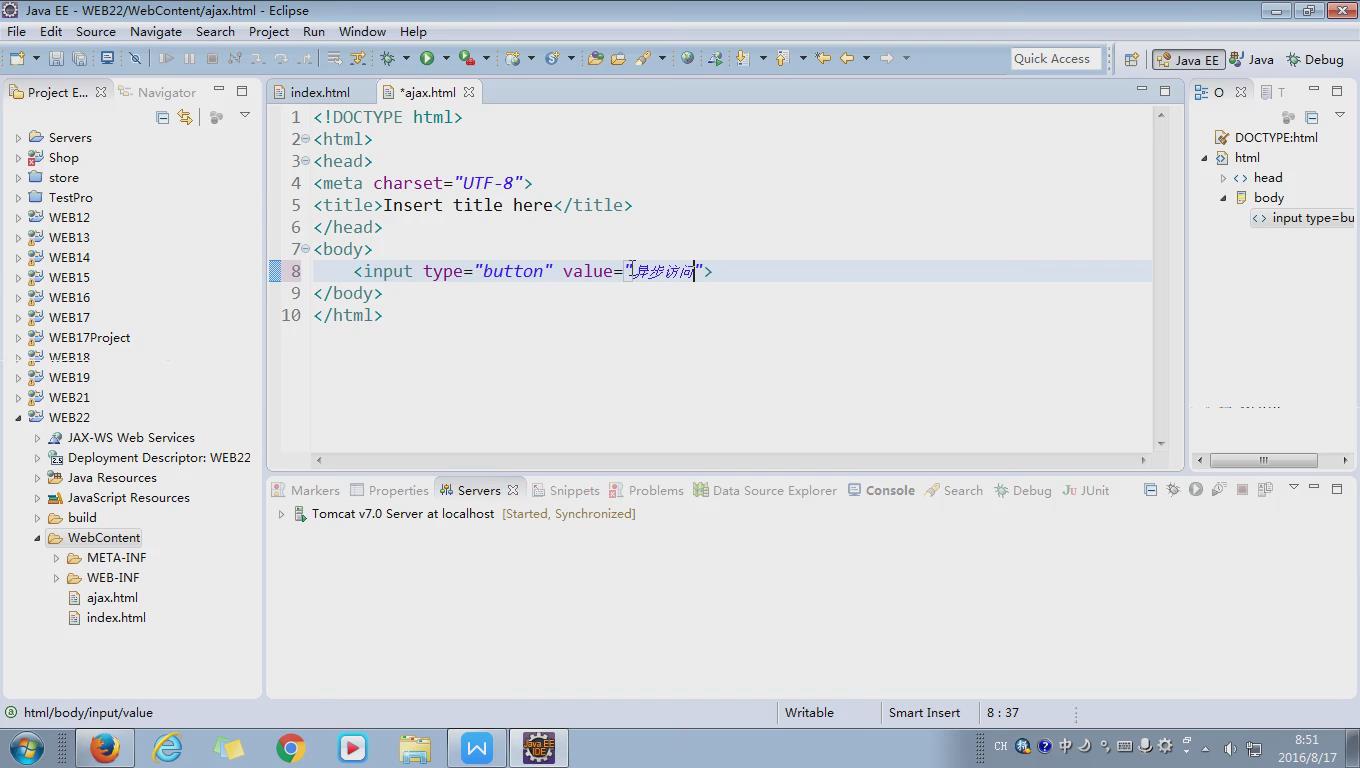 Java EE - WEB22/WebContent/ajax.html - Eclipse
File Edit Source Navigate Search Project Run Window Help
Quick Access
Java EE
Java
Debug
Project E...
Navigator
index.html
*ajax.html
O
T
Servers
Shop
store
TestPro
WEB12
WEB13
WEB14
WEB15
WEB16
WEB17
WEB17Project
WEB18
WEB19
WEB21
WEB22
JAX-WS Web Services
Deployment Descriptor: WEB22
Java Resources
JavaScript Resources
build
WebContent
META-INF
WEB-INF
ajax.html
index.html
1 <!DOCTYPE html>
2 <html>
3 <head>
4 <meta charset="UTF-8">
5 <title>Insert title here</title>
6 </head>
7 <body>
8 <input type="button" value="异步访问">
9 </body>
10 </html>
DOCTYPE:html
html
head
body
input type=bu
Markers Properties Servers Snippets Problems Data Source Explorer Console Search Debug JUnit
Tomcat v7.0 Server at localhost [Started, Synchronized]
html/body/input/value
Writable
Smart Insert
8 : 37
Java EE
IDE
CH
中
8:51
2016/8/17